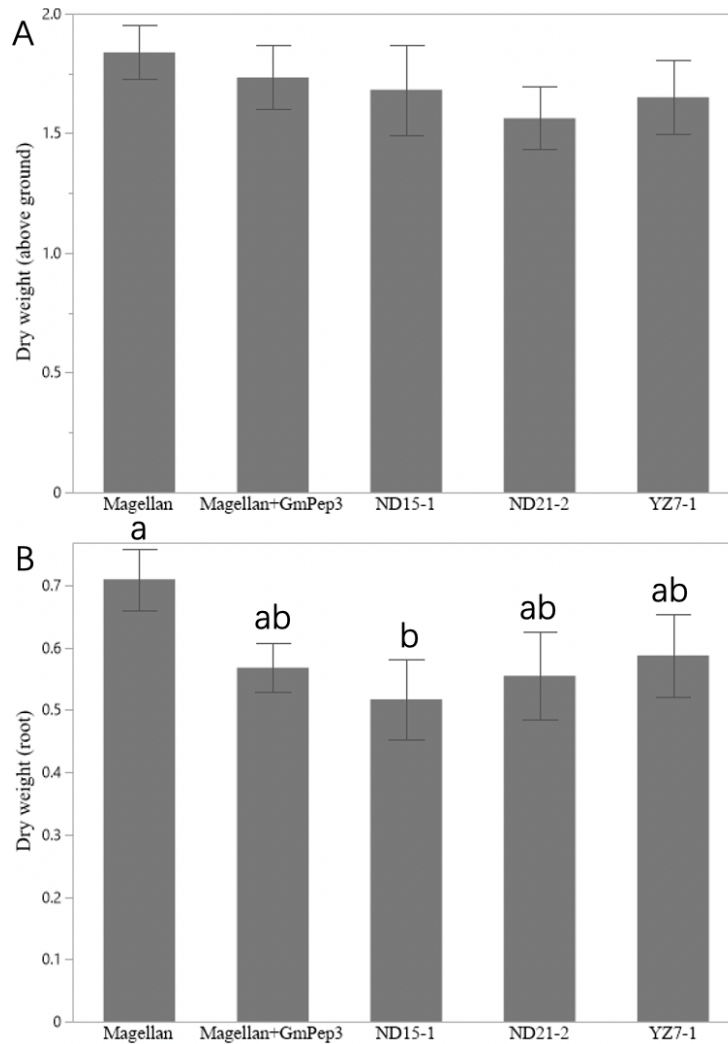 A
Dry weight (above ground)
2.0
1.5
1.0
0.5
0
Magellan Magellan+GmPep3 ND15-1 ND21-2 YZ7-1
B
Dry weight (root)
a
ab
b
ab
ab
0.7
0.6
0.5
0.4
0.3
0.2
0.1
0
Magellan Magellan+GmPep3 ND15-1 ND21-2 YZ7-1